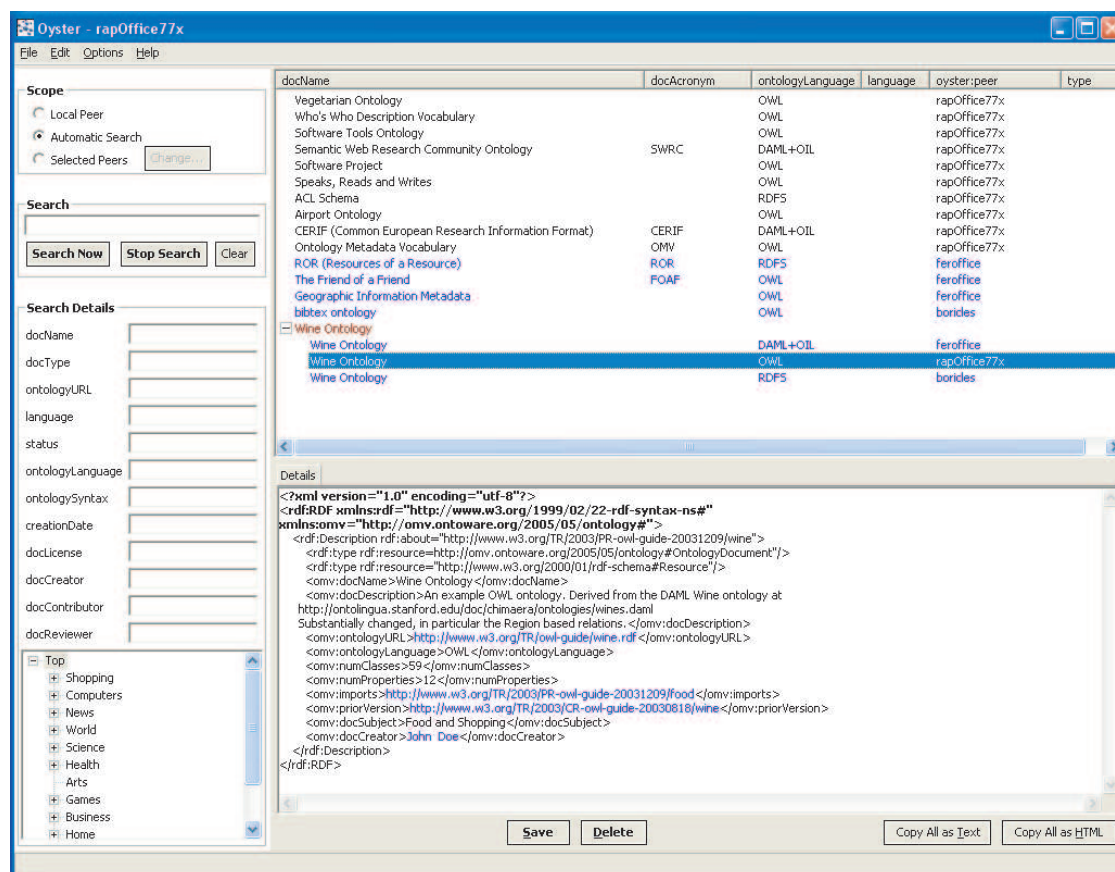 Oyster - rapOffice77x
File Edit Options Help
Scope
Local Peer
Automatic Search
Selected Peers Change...
Search
Search Now Stop Search Clear
Search Details
docName
docType
ontologyURL
language
status
ontologyLanguage
ontologySyntax
creationDate
docLicense
docCreator
docContributor
docReviewer
Top
Shopping
Computers
News
World
Science
Health
Arts
Games
Business
Home
docName docAcronym ontologyLanguage language oyster:peer type
Vegetarian Ontology OWL rapOffice77x
Who's Who Description Vocabulary OWL rapOffice77x
Software Tools Ontology OWL rapOffice77x
Semantic Web Research Community Ontology SWRC DAML+OIL rapOffice77x
Software Project OWL rapOffice77x
Speaks, Reads and Writes OWL rapOffice77x
ACL Schema RDFS rapOffice77x
Airport Ontology OWL rapOffice77x
CERIF (Common European Research Information Format) CERIF DAML+OIL rapOffice77x
Ontology Metadata Vocabulary OMV OWL rapOffice77x
ROR (Resources of a Resource) ROR RDFS feroffice
The Friend of a Friend FOAF OWL feroffice
Geographic Information Metadata OWL feroffice
bibtex ontology OWL boricles
Wine Ontology
Wine Ontology DAML+OIL feroffice
Wine Ontology OWL rapOffice77x
Wine Ontology RDFS boricles
Details
<?xml version="1.0" encoding="utf-8"?>
<rdf:RDF xmlns:rdf="http://www.w3.org/1999/02/22-rdf-syntax-ns#"
xmlns:omv="http://omv.ontoware.org/2005/05/ontology#">
<rdf:Description rdf:about="http://www.w3.org/TR/2003/PR-owl-guide-20031209/wine">
<rdf:type rdf:resource=http://omv.ontoware.org/2005/05/ontology#OntologyDocument"/>
<rdf:type rdf:resource="http://www.w3.org/2000/01/rdf-schema#Resource"/>
<omv:docName>Wine Ontology</omv:docName>
<omv:docDescription>An example OWL ontology. Derived from the DAML Wine ontology at
http://ontolingua.stanford.edu/doc/chimaera/ontologies/wines.daml
Substantially changed, in particular the Region based relations.</omv:docDescription>
<omv:ontologyURL>http://www.w3.org/TR/owl-guide/wine.rdf</omv:ontologyURL>
<omv:ontologyLanguage>OWL</omv:ontologyLanguage>
<omv:numClasses>59</omv:numClasses>
<omv:numProperties>12</omv:numProperties>
<omv:imports>http://www.w3.org/TR/2003/PR-owl-guide-20031209/food</omv:imports>
<omv:priorVersion>http://www.w3.org/TR/2003/CR-owl-guide-20030818/wine</omv:priorVersion>
<omv:docSubject>Food and Shopping</omv:docSubject>
<omv:docCreator>John Doe</omv:docCreator>
</rdf:Description>
</rdf:RDF>
Save Delete Copy All as Text Copy All as HTML